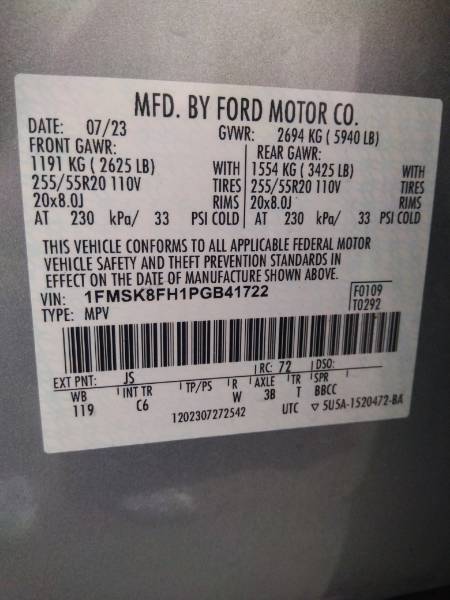 MFD. BY FORD MOTOR CO.
DATE: 07/23 GVWR: 2694 KG ( 5940 LB)
FRONT GAWR: REAR GAWR:
1191 KG ( 2625 LB) WITH 1554 KG ( 3425 LB) WITH
255/55R20 110V TIRES 255/55R20 110V TIRES
20x8.0J RIMS 20x8.0J RIMS
AT 230 kPa/ 33 PSI COLD AT 230 kPa/ 33 PSI COLD
THIS VEHICLE CONFORMS TO ALL APPLICABLE FEDERAL MOTOR
VEHICLE SAFETY AND THEFT PREVENTION STANDARDS IN
EFFECT ON THE DATE OF MANUFACTURE SHOWN ABOVE.
VIN: 1FMSK8FH1PGB41722 F0109
TYPE: MPV T0292
EXT PNT: JS RC: 72 DSO:
WB INT TR TP/PS R AXLE TR SPR
119 C6 W 3B T BBCC
1202307272542 UTC ▽ 5U5A-1520472-BA